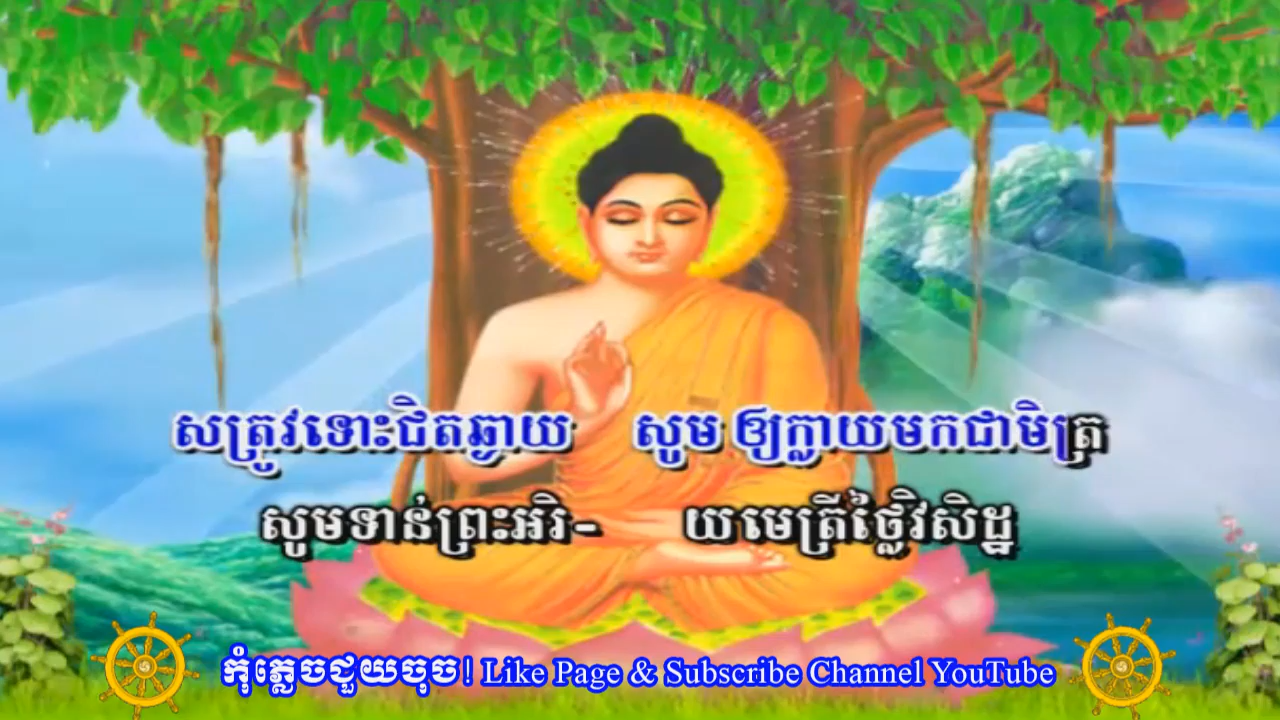 សត្រូវទោះជិតឆ្ងាយ សូម ឲ្យក្លាយមកជាមិត្រ
សូមទាន់ព្រះអរិ- យមេត្រីថ្លៃវិសិដ្ឋ
កុំភ្លេចជួយចុច! Like Page & Subscribe Channel YouTube